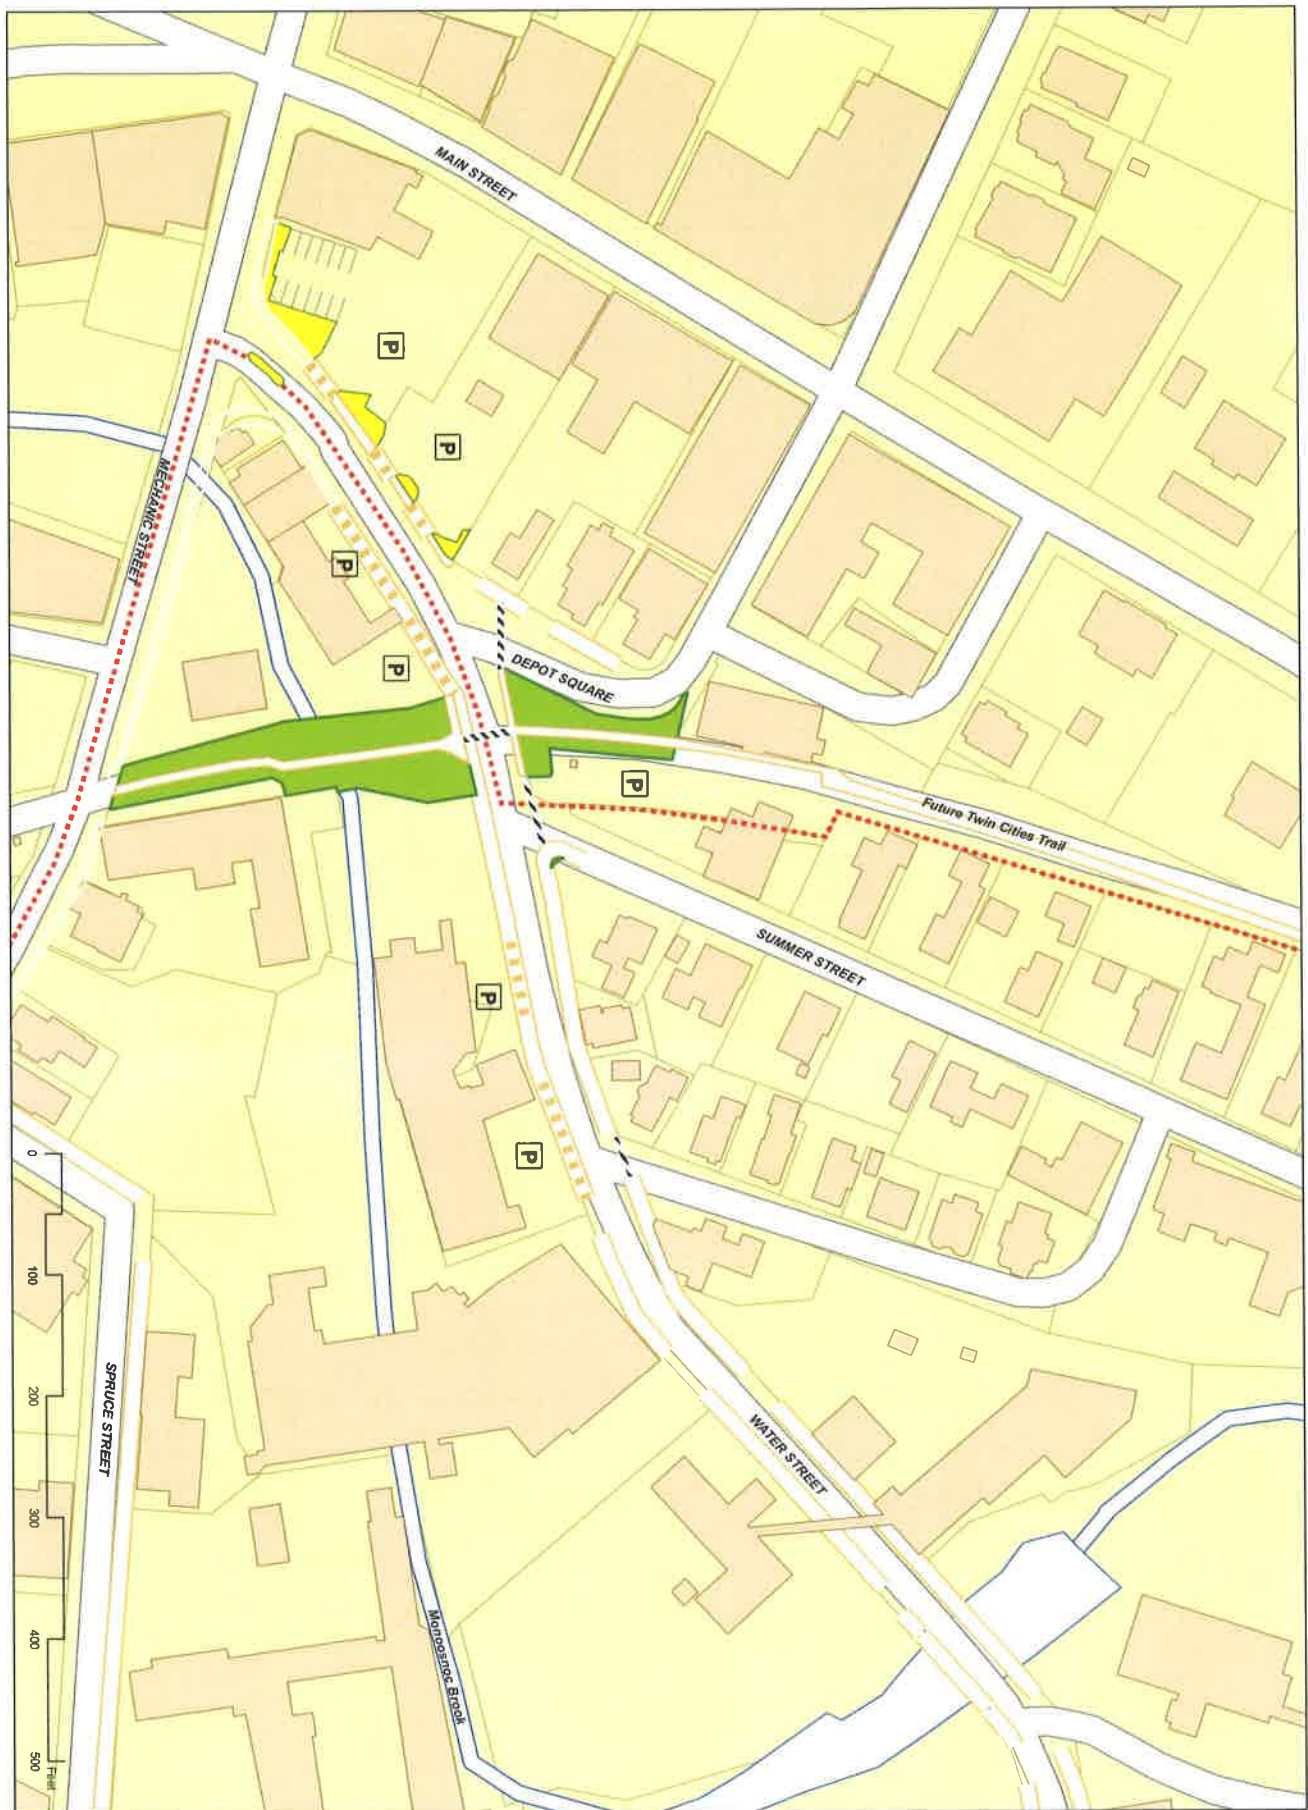 MAIN STREET
P
P
MECHANIC STREET
P
DEPOT SQUARE
P
P
Future Twin Cities Trail
SUMMER STREET
P
P
0
100
200
300
400
500
Feet
SPRUCE STREET
WATER STREET
Monoosnoc Brook